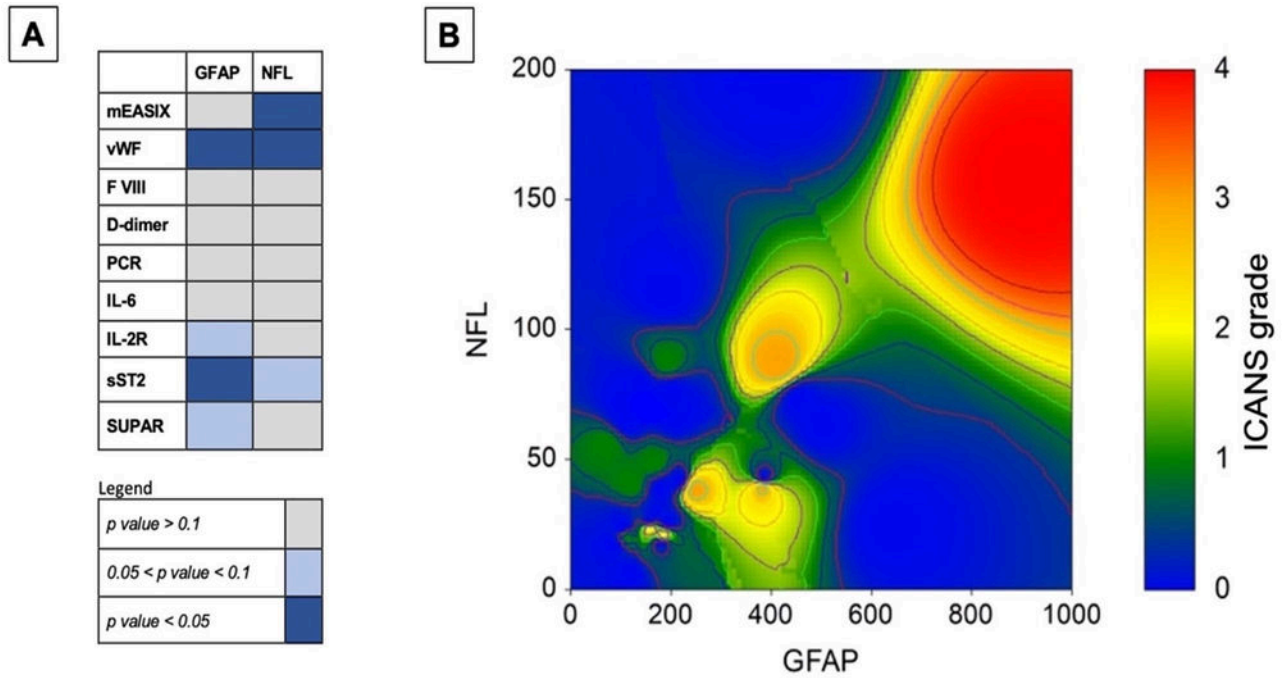 A
GFAP NFL
mEASIX
vWF
F VIII
D-dimer
PCR
IL-6
IL-2R
sST2
SUPAR
Legend
p value > 0.1
0.05 < p value < 0.1
p value < 0.05
B
200
150
100
50
0
NFL
0 200 400 600 800 1000
GFAP
4
3
2
1
0
ICANS grade